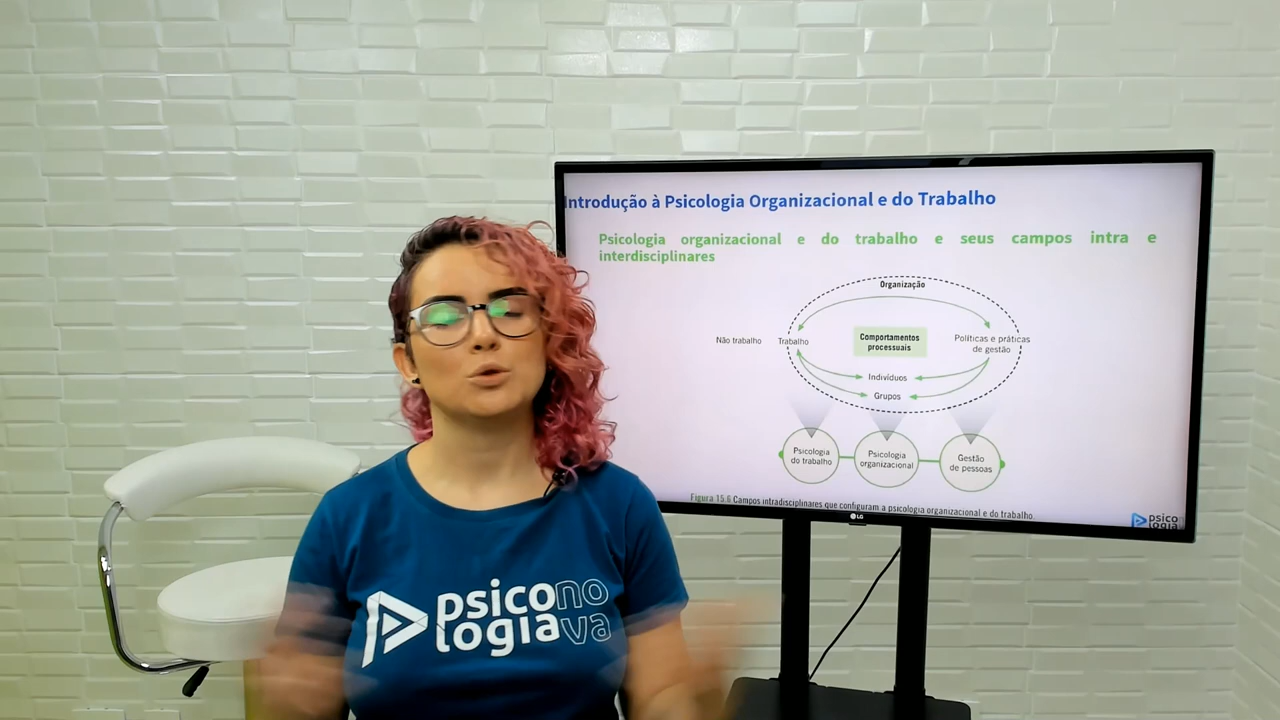 Introdução à Psicologia Organizacional e do Trabalho
Psicologia organizacional e do trabalho e seus campos intra e
interdisciplinares
Organização
Não trabalho
Trabalho
Comportamentos
processuais
Políticas e práticas
de gestão
Indivíduos
Grupos
Psicologia
do trabalho
Psicologia
organizacional
Gestão
de pessoas
Figura 15.6 Campos intradisciplinares que configuram a psicologia organizacional e do trabalho
LG
psico
logia
psicono
logiava